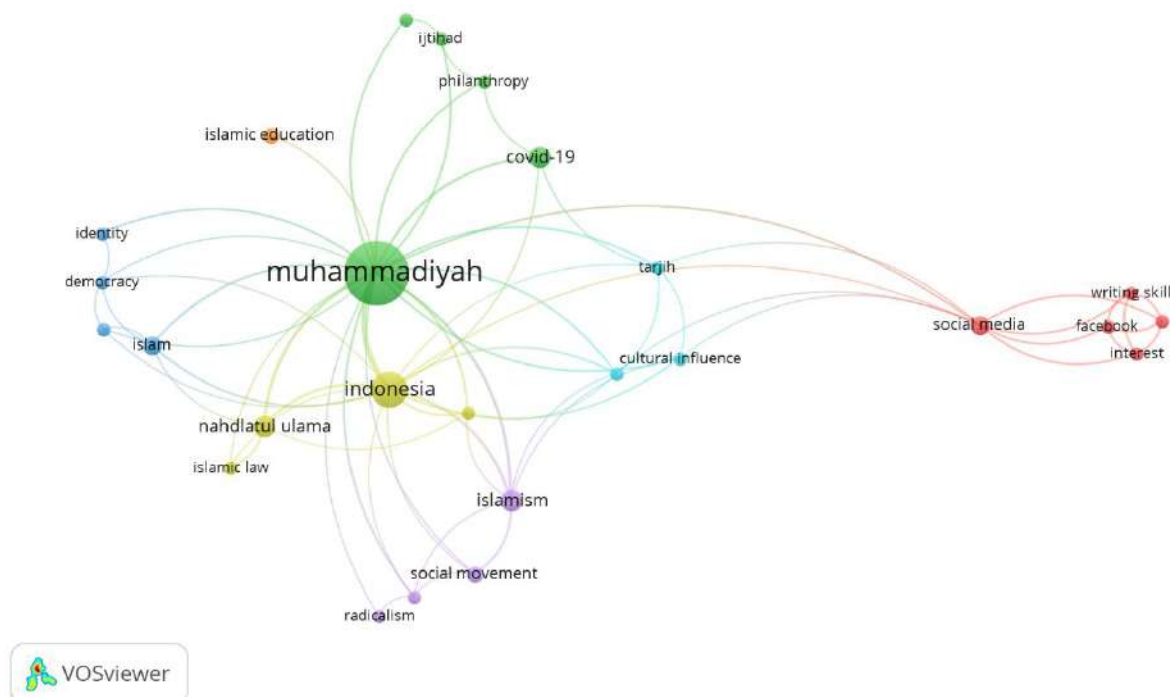 ijtihad
philanthropy
islamic education
covid-19
identity
muhammadiyah
tarjih
democracy
writing skill
social media
facebook
islam
interest
cultural influence
indonesia
nahdlatul ulama
islamic law
islamism
social movement
radicalism
VOSviewer